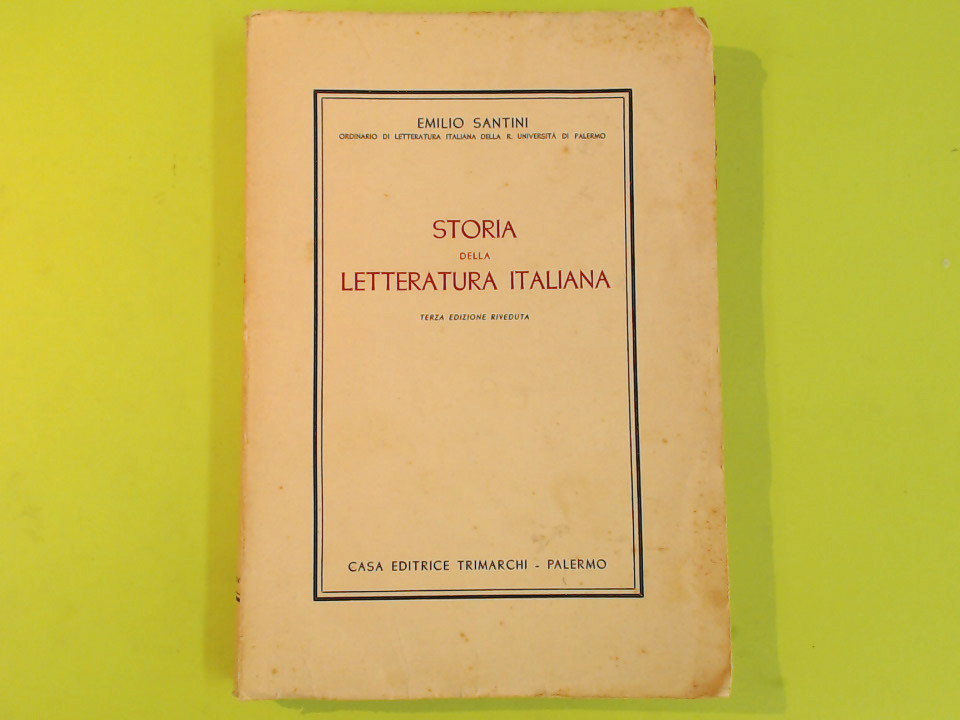 EMILIO SANTINI
ORDINARIO DI LETTERATURA ITALIANA DELLA R. UNIVERSITÀ DI PALERMO
STORIA
DELLA
LETTERATURA ITALIANA
TERZA EDIZIONE RIVEDUTA
CASA EDITRICE TRIMARCHI - PALERMO